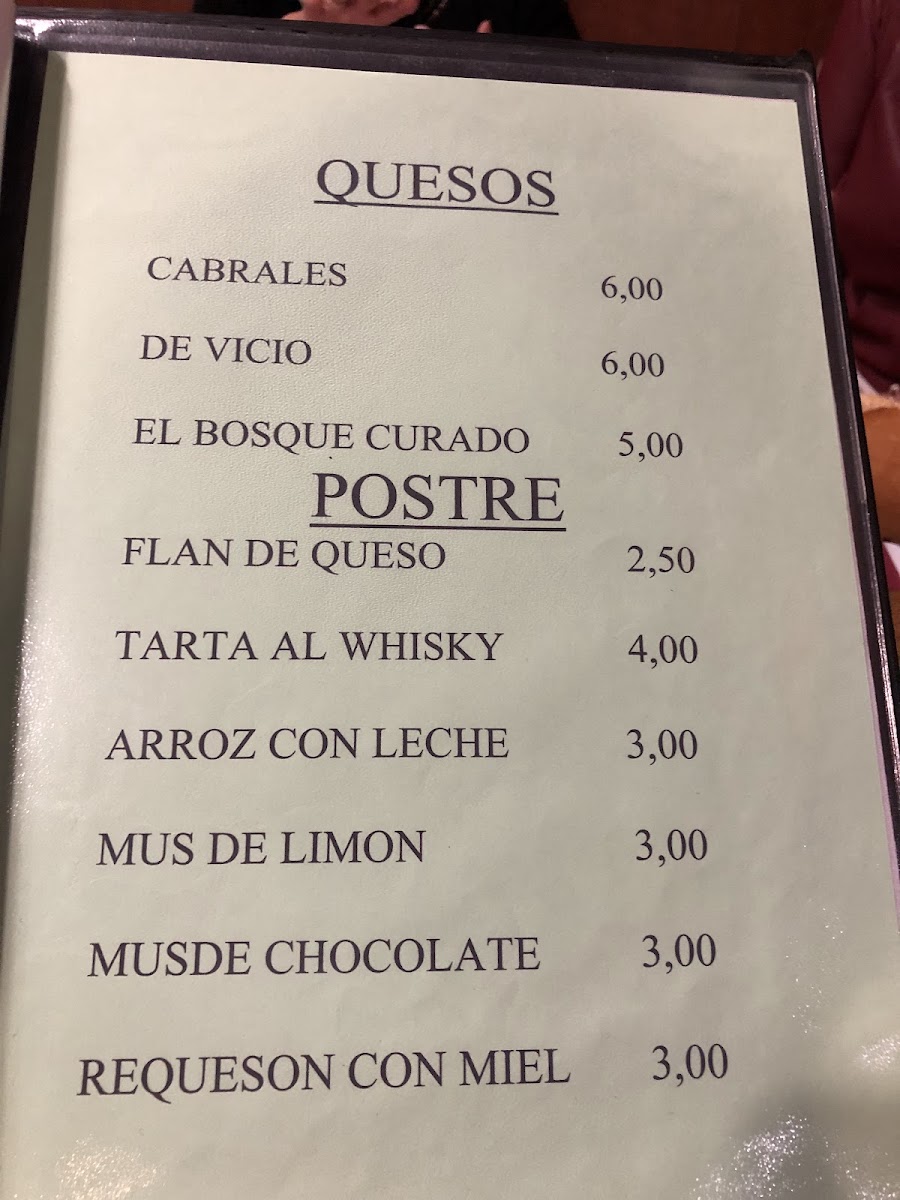 QUESOS
CABRALES 6,00
DE VICIO 6,00
EL BOSQUE CURADO 5,00
POSTRE
FLAN DE QUESO 2,50
TARTA AL WHISKY 4,00
ARROZ CON LECHE 3,00
MUS DE LIMON 3,00
MUSDE CHOCOLATE 3,00
REQUESON CON MIEL 3,00